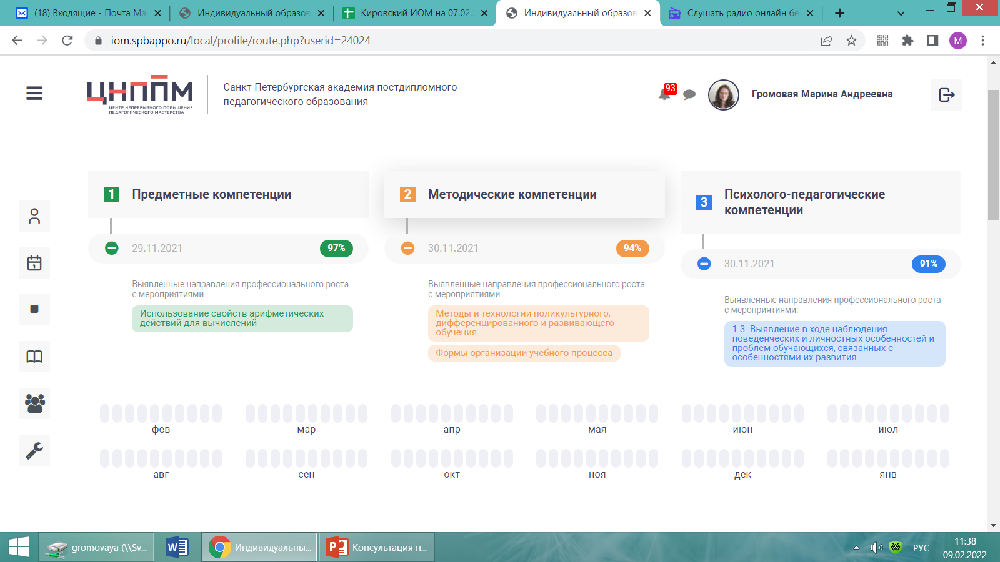 (18) Входящие - Почта Ма
Индивидуальный образов
Кировский ИОМ на 07.02.
Индивидуальный образов
Слушать радио онлайн бе
iom.spbappo.ru/local/profile/route.php?userid=24024
M
ЦНППМ
ЦЕНТР НЕПРЕРЫВНОГО ПОВЫШЕНИЯ
ПЕДАГОГИЧЕСКОГО МАСТЕРСТВА
Санкт-Петербургская академия постдипломного
педагогического образования
93
Громовая Марина Андреевна
1 Предметные компетенции
29.11.2021 97%
Выявленные направления профессионального роста
с мероприятиями:
Использование свойств арифметических
действий для вычислений
2 Методические компетенции
30.11.2021 94%
Выявленные направления профессионального роста
с мероприятиями:
Методы и технологии поликультурного,
дифференцированного и развивающего
обучения
Формы организации учебного процесса
3 Психолого-педагогические
компетенции
30.11.2021 91%
Выявленные направления профессионального роста
с мероприятиями:
1.3. Выявление в ходе наблюдения
поведенческих и личностных особенностей и
проблем обучающихся, связанных с
особенностями их развития
фев мар апр мая июн июл
авг сен окт ноя дек янв
gromovaya (\\Sv...
Индивидуальны...
Консультация п...
РУС
11:38
09.02.2022